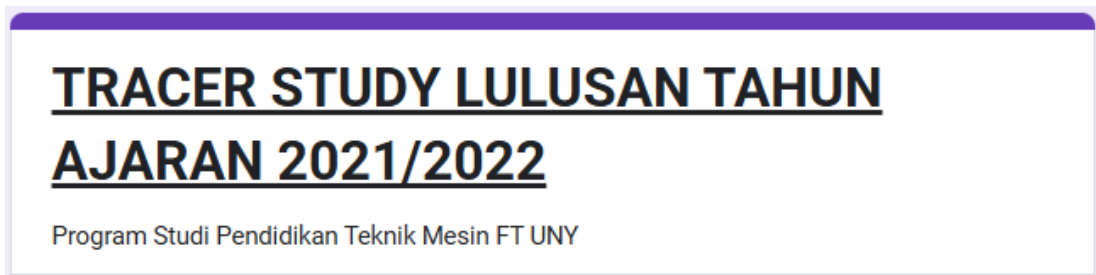 TRACER STUDY LULUSAN TAHUN
AJARAN 2021/2022
Program Studi Pendidikan Teknik Mesin FT UNY